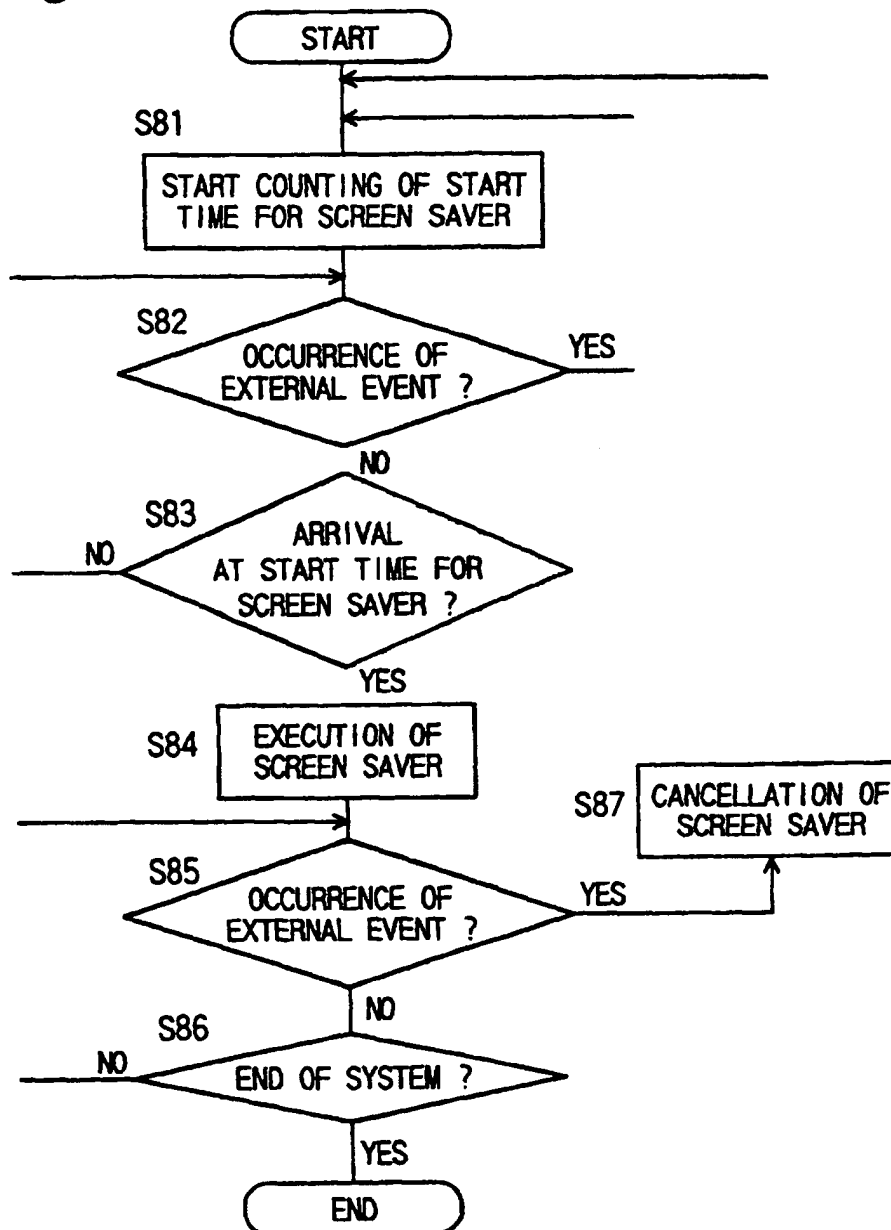 START
S81
START COUNTING OF START
TIME FOR SCREEN SAVER
S82
OCCURRENCE OF
EXTERNAL EVENT ?
YES
NO
S83
ARRIVAL
AT START TIME FOR
SCREEN SAVER ?
NO
YES
S84
EXECUTION OF
SCREEN SAVER
S87
CANCELLATION OF
SCREEN SAVER
S85
OCCURRENCE OF
EXTERNAL EVENT ?
YES
NO
S86
NO
END OF SYSTEM ?
YES
END